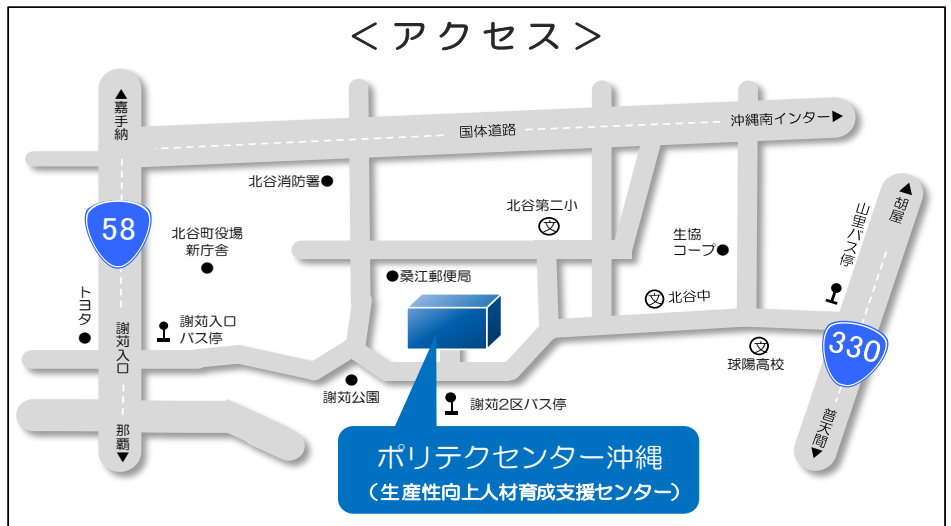 ＜アクセス＞
▲嘉手納
国体道路
沖縄南インター▶
北谷消防署●
58
北谷町役場
新庁舎
北谷第二小
文
生協
コープ●
山里バス停
▲胡屋
●桑江郵便局
文 北谷中
トヨタ
謝苅入口
謝苅入口
バス停
文
球陽高校
330
謝苅公園
謝苅2区バス停
那覇▼
普天間▼
ポリテクセンター沖縄
（生産性向上人材育成支援センター）